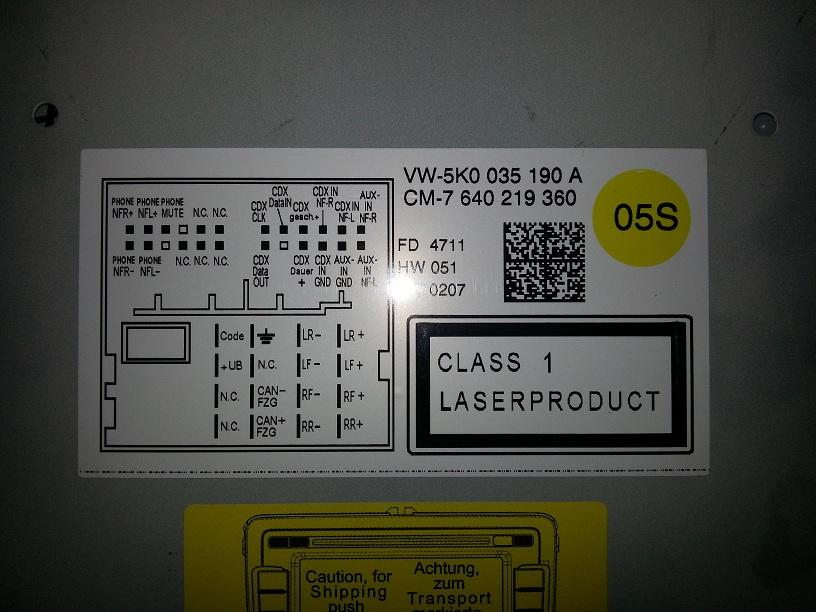 VW-5K0 035 190 A
CM-7 640 219 360
05S
FD 4711
HW 051
0207
CLASS 1
LASERPRODUCT
PHONE PHONE PHONE
NFR+ NFL+ MUTE N.C. N.C.
PHONE PHONE
NFR- NFL- N.C. N.C. N.C.
CDX CLK
CDX DataIN
CDX gesch.+
CDX IN NF-R
CDX IN NF-L
AUX-IN NF-R
CDX Data OUT
CDX Dauer +
CDX IN GND
AUX-IN GND
AUX-IN NF-L
Code LR- LR+
+UB N.C. LF- LF+
N.C. CAN- FZG RF- RF+
N.C. CAN+ FZG RR- RR+
Caution, for
Shipping
push
Achtung,
zum
Transport